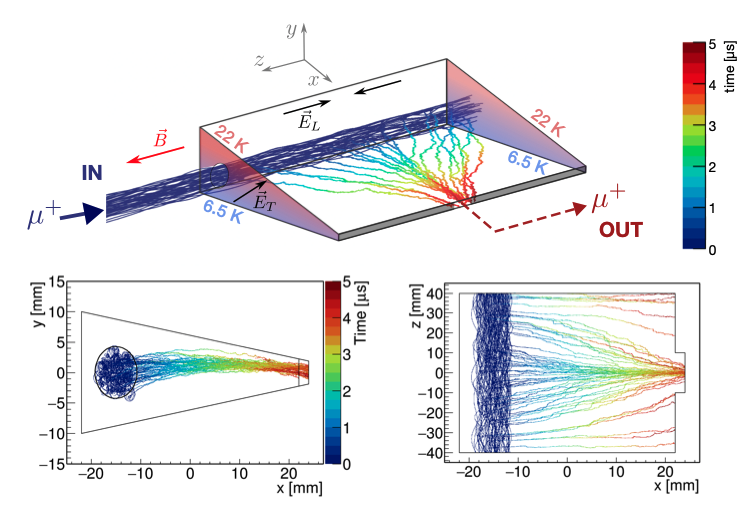 y
z
x
22 K
E⃗_L
B⃗
22 K
6.5 K
IN
μ⁺
E⃗_T
6.5 K
μ⁺
OUT
5
4
3
2
1
0
time [μs]
15
10
5
0
−5
−10
−15
y [mm]
−20 −10 0 10 20
x [mm]
5
4
3
2
1
0
Time [μs]
40
30
20
10
0
−10
−20
−30
−40
z [mm]
−20 −10 0 10 20
x [mm]